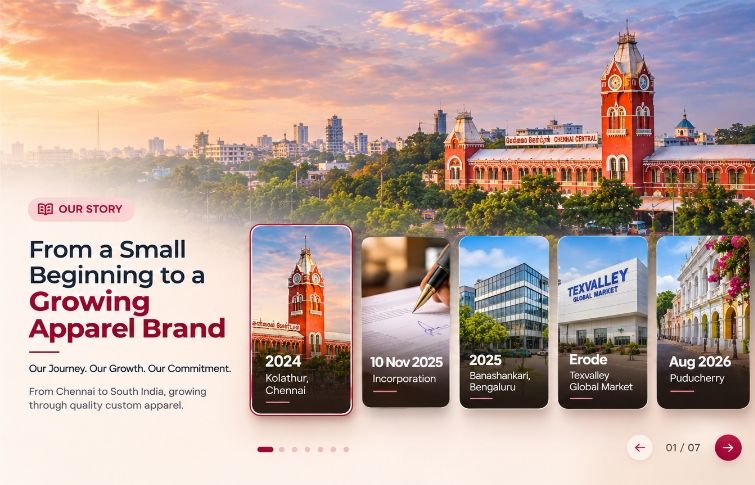 CHENNAI CENTRAL
OUR STORY
From a Small
Beginning to a
Growing
Apparel Brand
Our Journey. Our Growth. Our Commitment.
From Chennai to South India, growing
through quality custom apparel.
2024
Kolathur,
Chennai
10 Nov 2025
Incorporation
2025
Banashankari,
Bengaluru
TEXVALLEY
GLOBAL MARKET
Erode
Texvalley
Global Market
Aug 2026
Puducherry
01 / 07